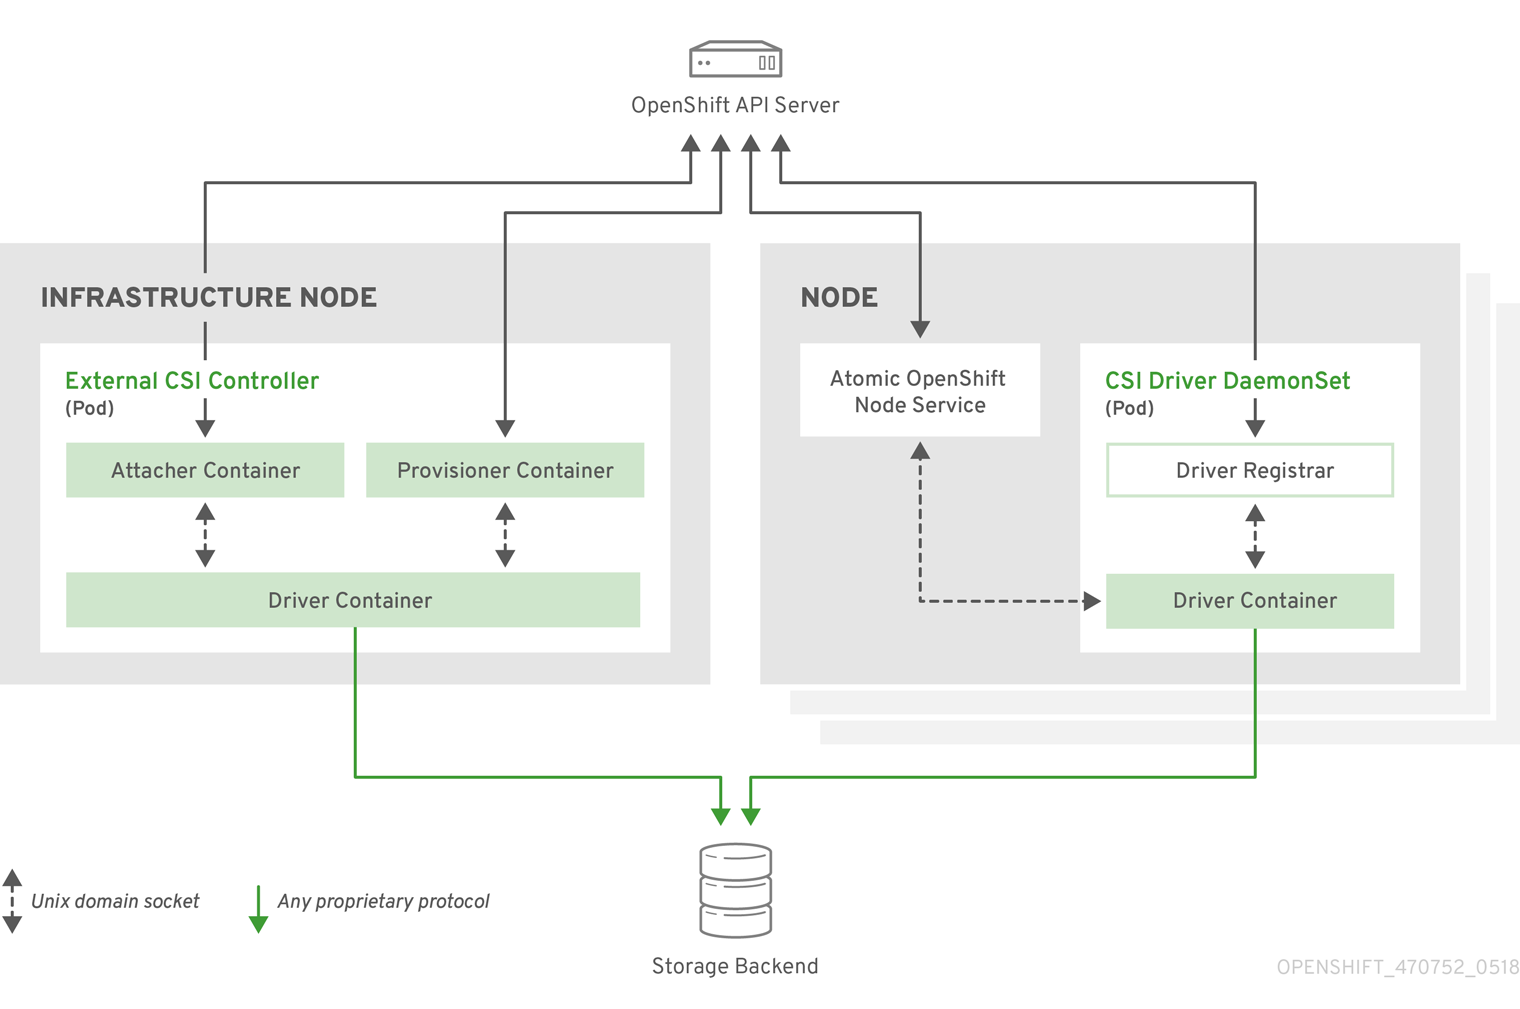 OpenShift API Server
INFRASTRUCTURE NODE
External CSI Controller
(Pod)
Attacher Container
Provisioner Container
Driver Container
NODE
Atomic OpenShift
Node Service
CSI Driver DaemonSet
(Pod)
Driver Registrar
Driver Container
Unix domain socket
Any proprietary protocol
Storage Backend
OPENSHIFT_470752_0518